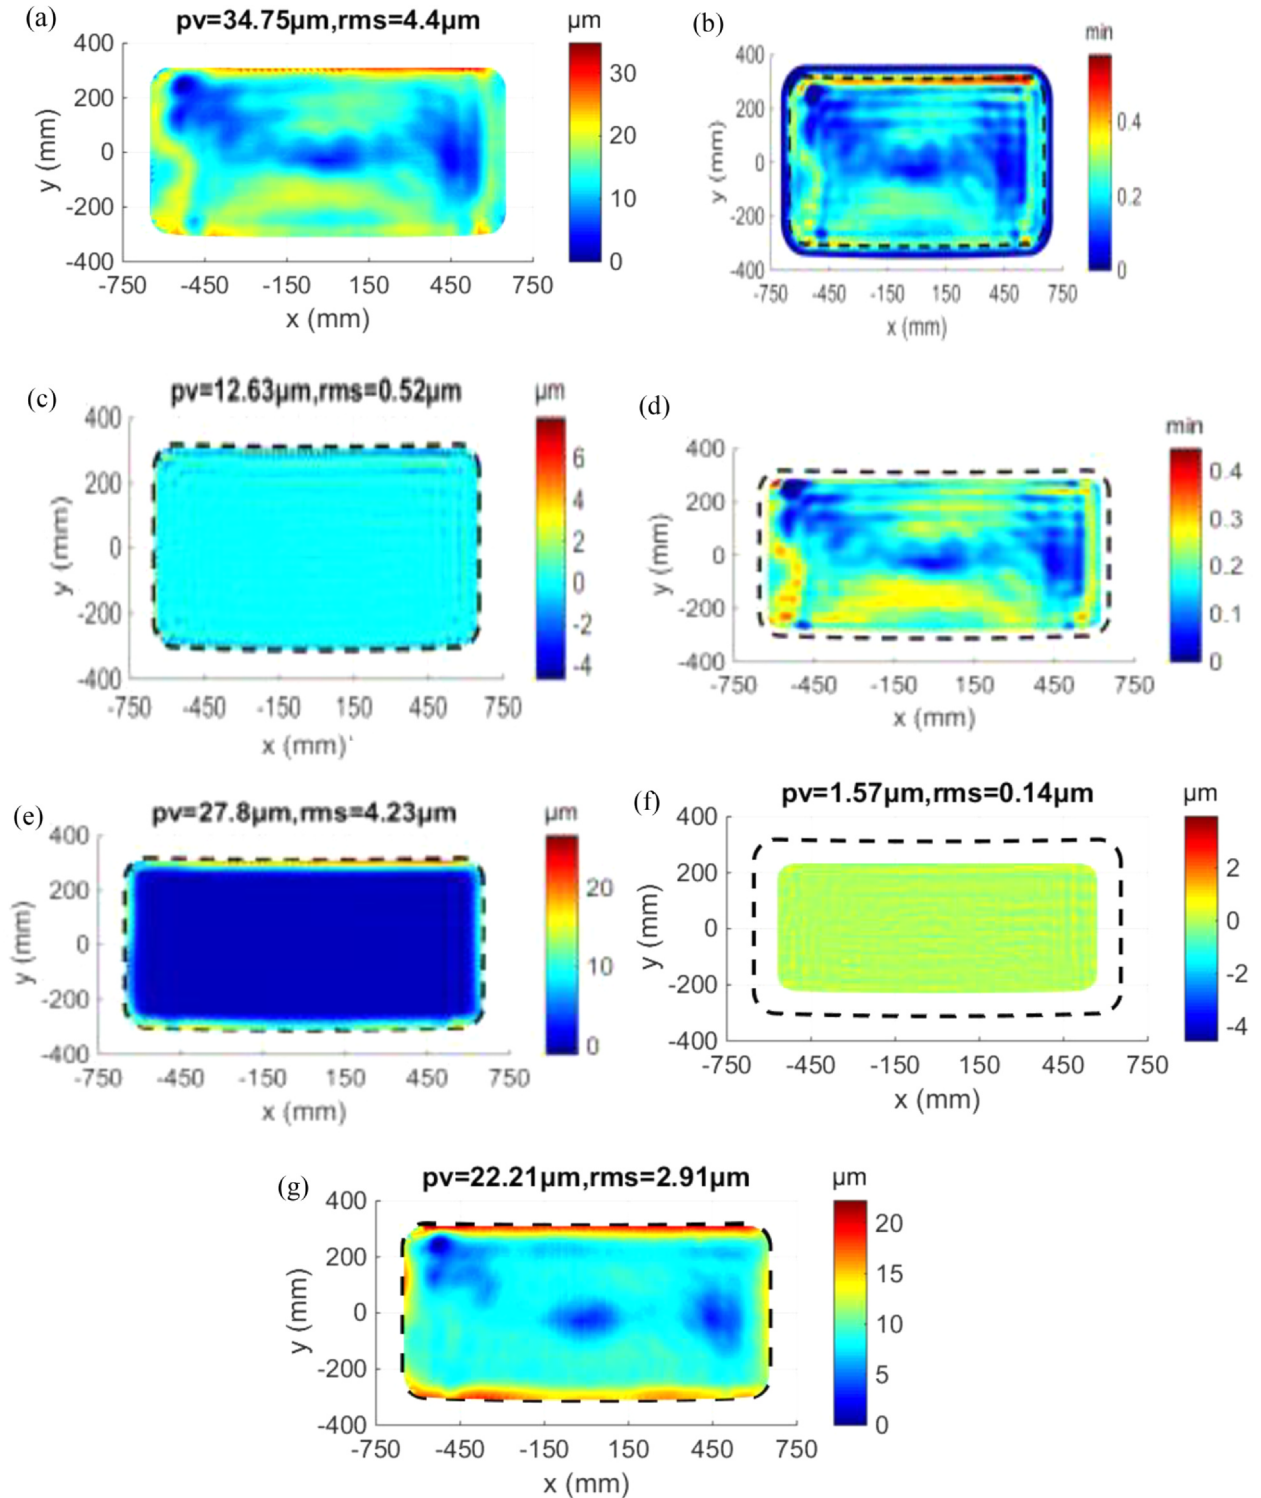 (a)
pv=34.75µm,rms=4.4µm
µm
400
200
0
-200
-400
y (mm)
30
20
10
0
-750 -450 -150 150 450 750
x (mm)
(b)
min
400
200
0
-200
-400
y (mm)
0.4
0.2
0
-750 -450 -150 150 450 750
x (mm)
(c)
pv=12.63µm,rms=0.52µm
µm
400
200
0
-200
-400
y (mm)
6
4
2
0
-2
-4
-750 -450 -150 150 450 750
x (mm)
(d)
min
400
200
0
-200
-400
y (mm)
0.4
0.3
0.2
0.1
0
-750 -450 -150 150 450 750
x (mm)
(e)
pv=27.8µm,rms=4.23µm
µm
400
200
0
-200
-400
y (mm)
20
10
0
-750 -450 -150 150 450 750
x (mm)
(f)
pv=1.57µm,rms=0.14µm
µm
400
200
0
-200
-400
y (mm)
2
0
-2
-4
-750 -450 -150 150 450 750
x (mm)
(g)
pv=22.21µm,rms=2.91µm
µm
400
200
0
-200
-400
y (mm)
20
15
10
5
0
-750 -450 -150 150 450 750
x (mm)